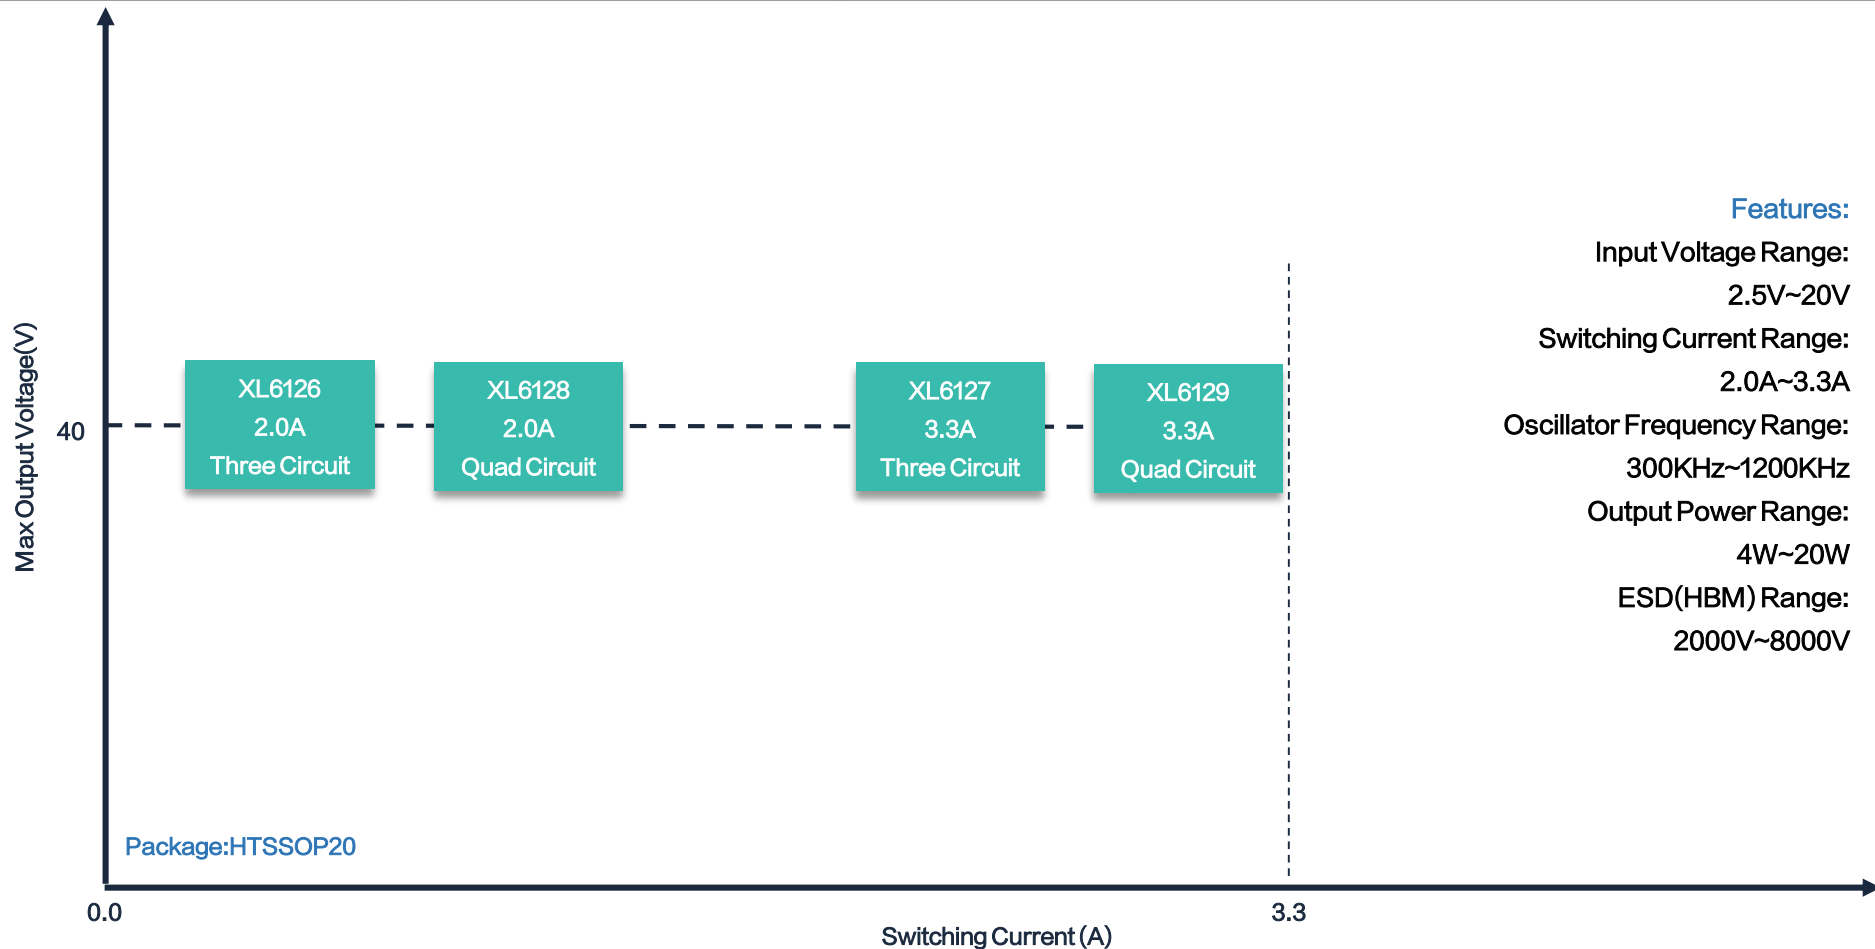 Max Output Voltage(V)
40
XL6126
2.0A
Three Circuit
XL6128
2.0A
Quad Circuit
XL6127
3.3A
Three Circuit
XL6129
3.3A
Quad Circuit
Features:
Input Voltage Range:
2.5V~20V
Switching Current Range:
2.0A~3.3A
Oscillator Frequency Range:
300KHz~1200KHz
Output Power Range:
4W~20W
ESD(HBM) Range:
2000V~8000V
Package:HTSSOP20
0.0
3.3
Switching Current (A)